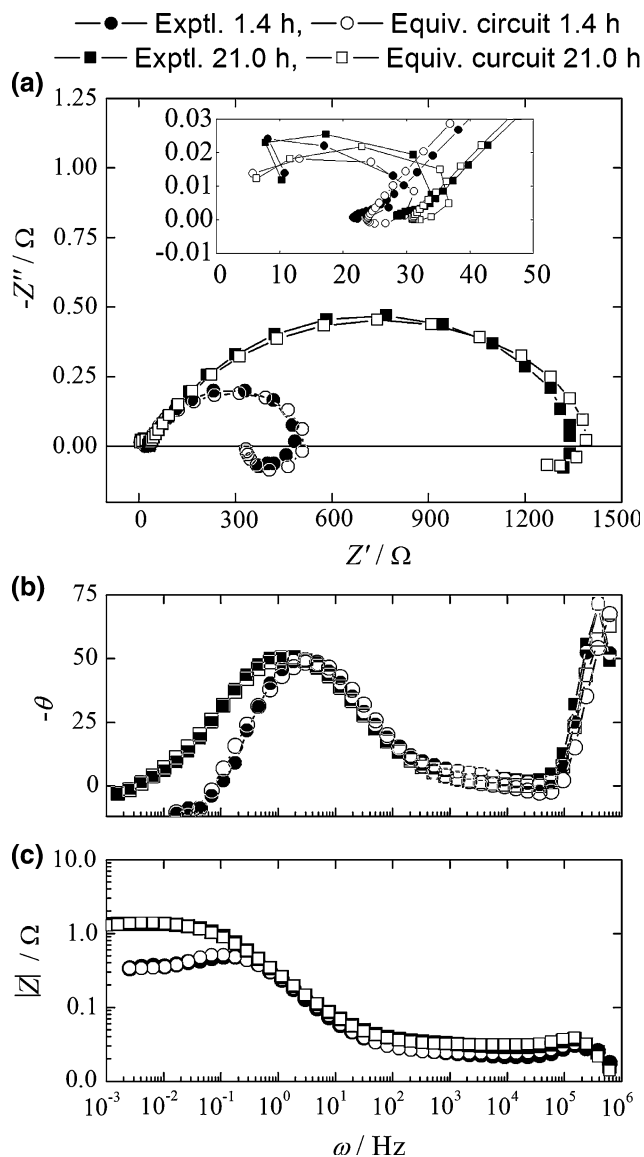 Exptl. 1.4 h, Equiv. circuit 1.4 h
Exptl. 21.0 h, Equiv. curcuit 21.0 h
(a)
1.25
1.00
0.75
0.50
0.25
0.00
-Z'' / Ω
0.03
0.02
0.01
0.00
-0.01
0 10 20 30 40 50
0 300 600 900 1200 1500
Z' / Ω
(b)
75
50
25
0
-θ
(c)
10.0
1.0
0.1
0.0
|Z| / Ω
10⁻³ 10⁻² 10⁻¹ 10⁰ 10¹ 10² 10³ 10⁴ 10⁵ 10⁶
ω / Hz